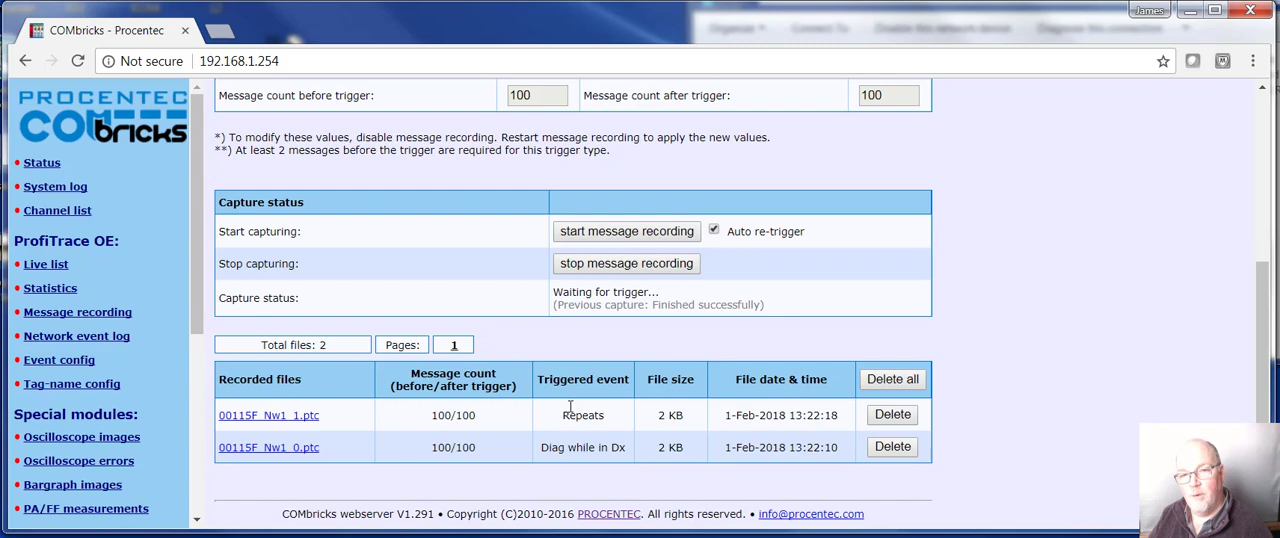 James
COMbricks - Procentec
Not secure
192.168.1.254
PROCENTEC
COMbricks
Status
System log
Channel list
ProfiTrace OE:
Live list
Statistics
Message recording
Network event log
Event config
Tag-name config
Special modules:
Oscilloscope images
Oscilloscope errors
Bargraph images
PA/FF measurements
Message count before trigger: 100 Message count after trigger: 100
*) To modify these values, disable message recording. Restart message recording to apply the new values.
**) At least 2 messages before the trigger are required for this trigger type.
Capture status
Start capturing: start message recording Auto re-trigger
Stop capturing: stop message recording
Capture status: Waiting for trigger...
(Previous capture: Finished successfully)
Total files: 2 Pages: 1
Recorded files Message count (before/after trigger) Triggered event File size File date & time Delete all
00115F_Nw1_1.ptc 100/100 Repeats 2 KB 1-Feb-2018 13:22:18 Delete
00115F_Nw1_0.ptc 100/100 Diag while in Dx 2 KB 1-Feb-2018 13:22:10 Delete
COMbricks webserver V1.291 • Copyright (C)2010-2016 PROCENTEC. All rights reserved. • info@procentec.com